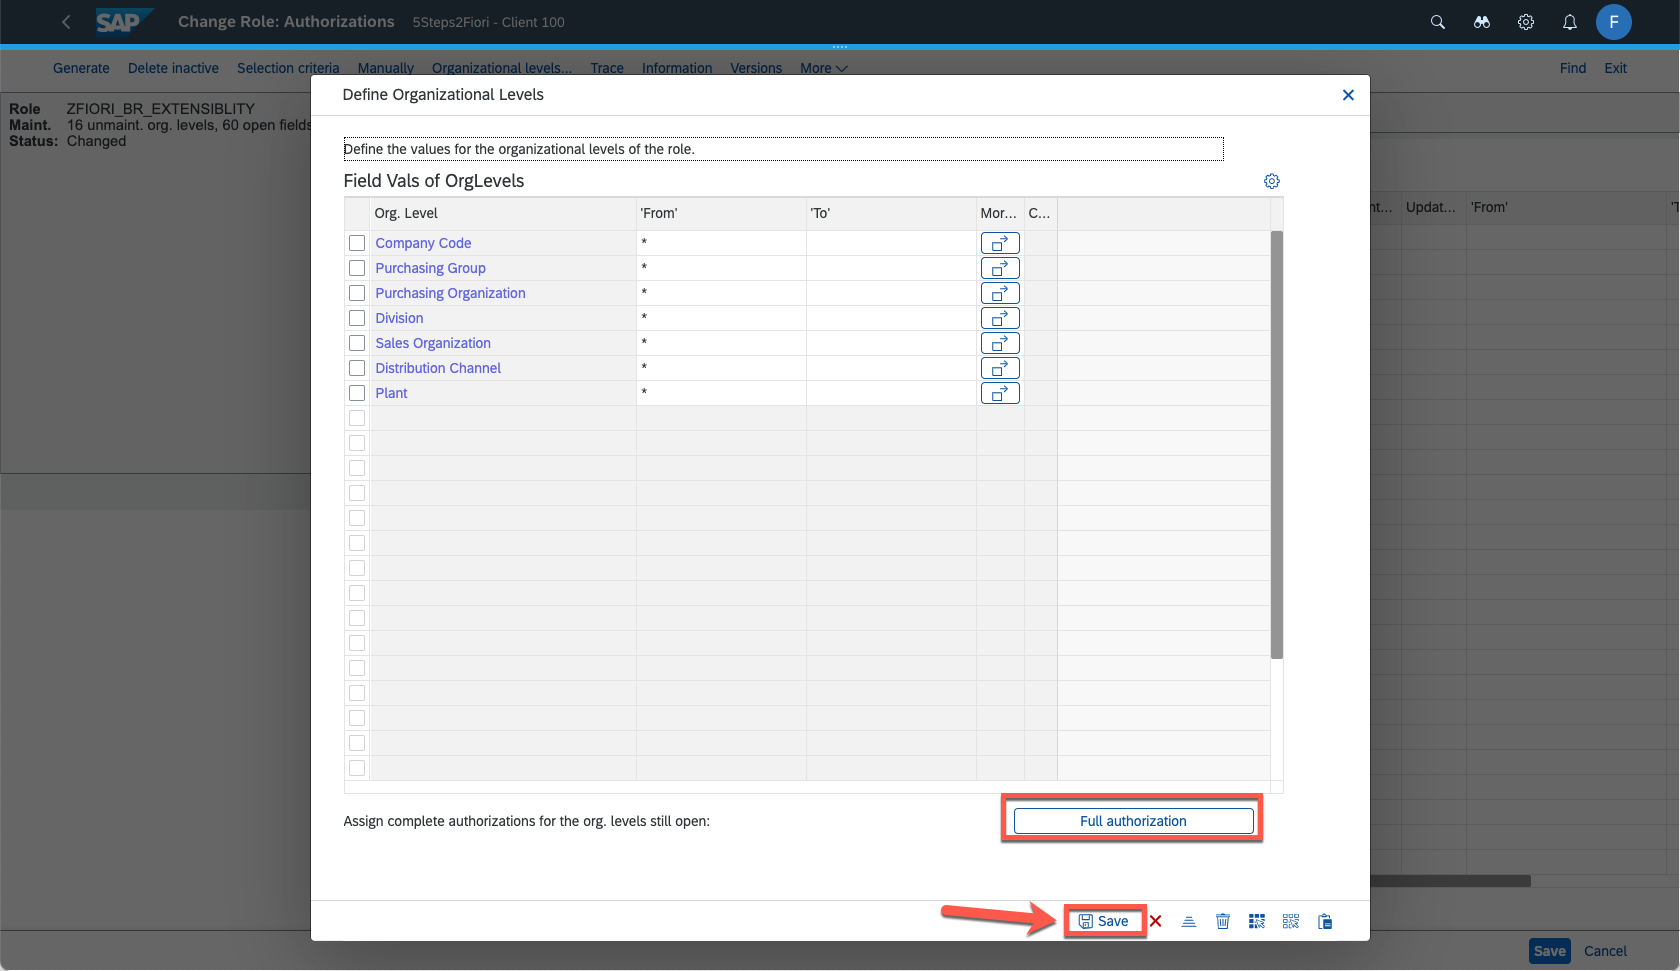 SAP Change Role: Authorizations 5Steps2Fiori - Client 100 F
Generate Delete inactive Selection criteria Manually Organizational levels... Trace Information Versions More Find Exit
Role ZFIORI_BR_EXTENSIBLITY
Maint. 16 unmaint. org. levels, 60 open fields
Status: Changed
Define Organizational Levels
Define the values for the organizational levels of the role.
Field Vals of OrgLevels
Org. Level 'From' 'To' Mor... C...
Updat... 'From'
Company Code *
Purchasing Group *
Purchasing Organization *
Division *
Sales Organization *
Distribution Channel *
Plant *
Assign complete authorizations for the org. levels still open: Full authorization
Save
Save Cancel